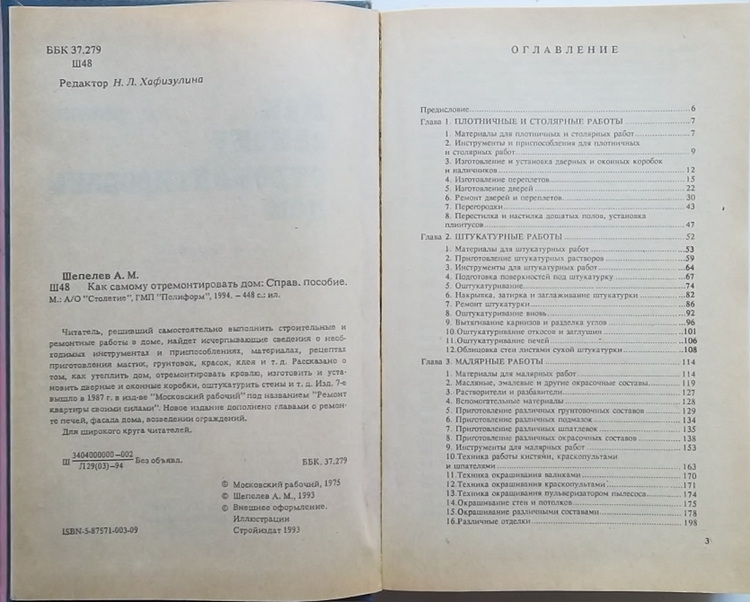 ББК 37.279
Ш48
Редактор Н. Л. Хафизулина
Шепелев А. М.
Ш48 Как самому отремонтировать дом: Справ. пособие.
М.: А/О "Столетие", ГМП "Полиформ", 1994. – 448 с.: ил.
Читатель, решивший самостоятельно выполнить строительные и
ремонтные работы в доме, найдет исчерпывающие сведения о необ-
ходимых инструментах и приспособлениях, материалах, рецептах
приготовления мастик, грунтовок, красок, клея и т. д. Рассказано о
том, как утеплить дом, отремонтировать кровлю, изготовить и уста-
новить дверные и оконные коробки, оштукатурить стены и т. д. Изд. 7-е
вышло в 1987 г. в изд-ве "Московский рабочий" под названием "Ремонт
квартиры своими силами". Новое издание дополнено главами о ремон-
те печей, фасада дома, возведении ограждений.
Для широкого круга читателей.
Ш 3404000000–002
Л29(03)–94 Без объявл. ББК. 37.279
© Московский рабочий, 1975
© Шепелев А. М., 1993
© Внешнее оформление.
Иллюстрации
Стройиздат 1993
ISBN-5-87571-003-09
ОГЛАВЛЕНИЕ
Предисловие 6
Глава 1. ПЛОТНИЧНЫЕ И СТОЛЯРНЫЕ РАБОТЫ 7
1. Материалы для плотничных и столярных работ 7
2. Инструменты и приспособления для плотничных
и столярных работ 9
3. Изготовление и установка дверных и оконных коробок
и наличников 12
4. Изготовление переплетов 15
5. Изготовление дверей 22
6. Ремонт дверей и переплетов 30
7. Перегородки 43
8. Перестилка и настилка дощатых полов, установка
плинтусов 47
Глава 2. ШТУКАТУРНЫЕ РАБОТЫ 52
1. Материалы для штукатурных работ 53
2. Приготовление штукатурных растворов 59
3. Инструменты для штукатурных работ 64
4. Подготовка поверхностей под штукатурку 67
5. Оштукатуривание 74
6. Накрывка, затирка и заглаживание штукатурки 82
7. Ремонт штукатурки 86
8. Оштукатуривание вновь 92
9. Вытягивание карнизов и разделка углов 96
10. Оштукатуривание откосов и заглушин 101
11. Оштукатуривание печей 106
12. Облицовка стен листами сухой штукатурки 108
Глава 3. МАЛЯРНЫЕ РАБОТЫ 114
1. Материалы для малярных работ 114
2. Масляные, эмалевые и другие окрасочные составы 119
3. Растворители и разбавители 127
4. Вспомогательные материалы 128
5. Приготовление различных грунтовочных составов 129
6. Приготовление различных подмазок 134
7. Приготовление различных шпатлевок 135
8. Приготовление различных окрасочных составов 138
9. Инструменты для малярных работ 153
10. Техника работы кистями, краскопультами
и шпателями 163
11. Техника окрашивания валиками 170
12. Техника окрашивания краскопультами 171
13. Техника окрашивания пульверизатором пылесоса 174
14. Окрашивание стен и потолков 175
15. Окрашивание различными составами 178
16. Различные отделки 198
3